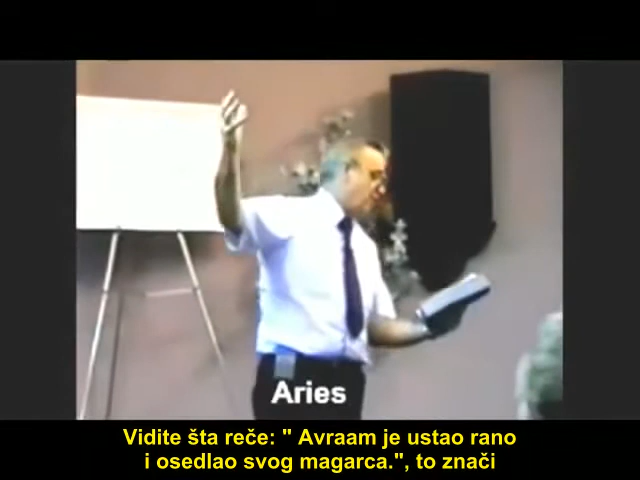 Aries
Vidite šta reče: " Avraam je ustao rano
i osedlao svog magarca.", to znači